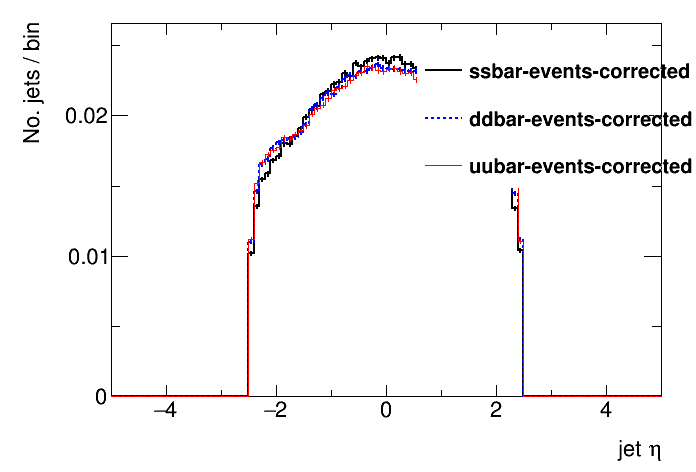 No. jets / bin
ssbar-events-corrected
0.02
ddbar-events-corrected
uubar-events-corrected
0.01
0
−4 −2 0 2 4
jet η